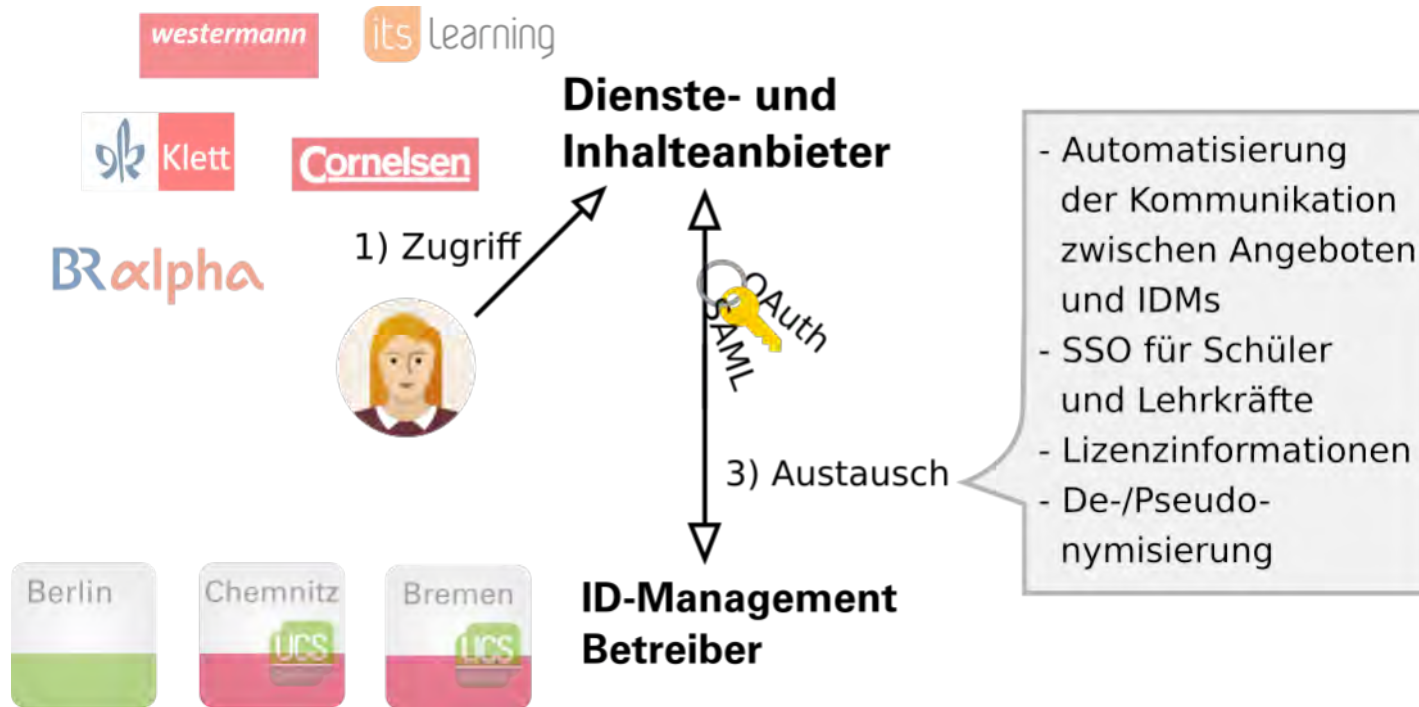 westermann
its learning
Dienste- und
Inhalteanbieter
Klett
Cornelsen
1) Zugriff
BR alpha
OAuth
SAML
- Automatisierung
der Kommunikation
zwischen Angeboten
und IDMs
- SSO für Schüler
und Lehrkräfte
- Lizenzinformationen
- De-/Pseudo-
nymisierung
3) Austausch
Berlin
Chemnitz
UCS
Bremen
UCS
ID-Management
Betreiber